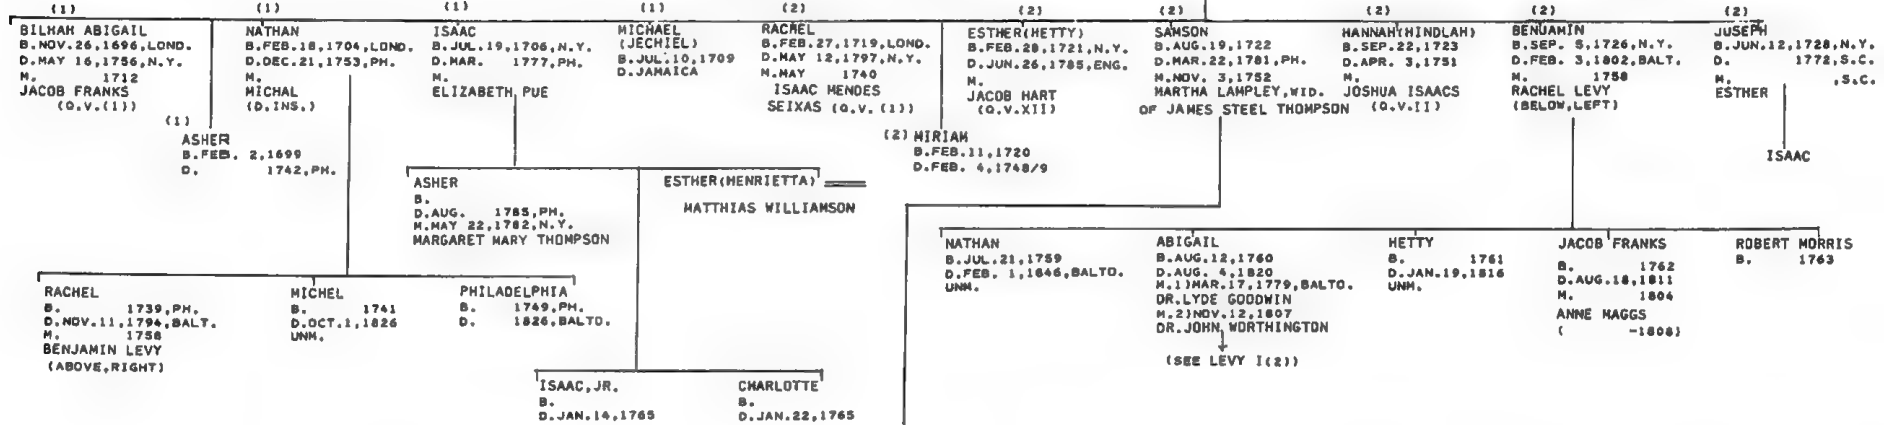 (1)
BILHAH ABIGAIL
B.NOV.26,1696,LOND.
D.MAY 16,1756,N.Y.
M. 1712
JACOB FRANKS
(Q.V.(1))
(1)
ASHER
B.FEB. 2,1699
D. 1742,PH.
(1)
NATHAN
B.FEB.18,1704,LOND.
D.DEC.21,1753,PH.
M.
MICHAL
(D.INS.)
(1)
ISAAC
B.JUL.19,1706,N.Y.
D.MAR. 1777,PH.
M.
ELIZABETH PUE
(1)
MICHAEL
(JECHIEL)
B.JUL.10,1709
D.JAMAICA
(2)
RACHEL
B.FEB.27,1719,LOND.
D.MAY 12,1797,N.Y.
M.MAY 1740
ISAAC MENDES
SEIXAS (Q.V.(1))
(2) MIRIAM
B.FEB.11,1720
D.FEB. 4,1748/9
(2)
ESTHER(HETTY)
B.FEB.28,1721,N.Y.
D.JUN.26,1785,ENG.
M.
JACOB HART
(Q.V.XII)
(2)
SAMSON
B.AUG.19,1722
D.MAR.22,1781,PH.
M.NOV. 3,1752
MARTHA LAMPLEY,WID.
OF JAMES STEEL THOMPSON
(2)
HANNAH(HINDLAH)
B.SEP.22,1723
D.APR. 3,1751
M.
JOSHUA ISAACS
(Q.V.II)
(2)
BENJAMIN
B.SEP. 5,1726,N.Y.
D.FEB. 3,1802,BALT.
M. 1758
RACHEL LEVY
(BELOW,LEFT)
(2)
JOSEPH
B.JUN.12,1728,N.Y.
D. 1772,S.C.
M. ,S.C.
ESTHER
ISAAC
ASHER
B.
D.AUG. 1785,PH.
M.MAY 22,1782,N.Y.
MARGARET MARY THOMPSON
ESTHER(HENRIETTA)
MATTHIAS WILLIAMSON
NATHAN
B.JUL.21,1759
D.FEB. 1,1846,BALTO.
UNM.
ABIGAIL
B.AUG.12,1760
D.AUG. 4,1820
M.1)MAR.17,1779,BALTO.
DR.LYDE GOODWIN
M.2)NOV.12,1807
DR.JOHN WORTHINGTON
(SEE LEVY I(2))
HETTY
B. 1761
D.JAN.19,1816
UNM.
JACOB FRANKS
B. 1762
D.AUG.18,1811
M. 1804
ANNE MAGGS
( -1808)
ROBERT MORRIS
B. 1763
RACHEL
B. 1739,PH.
D.NOV.11,1794,BALT.
M. 1758
BENJAMIN LEVY
(ABOVE,RIGHT)
MICHEL
B. 1741
D.OCT.1,1826
UNM.
PHILADELPHIA
B. 1749,PH.
D. 1826,BALTO.
ISAAC,JR.
B.
D.JAN.14,1765
CHARLOTTE
B.
D.JAN.22,1765